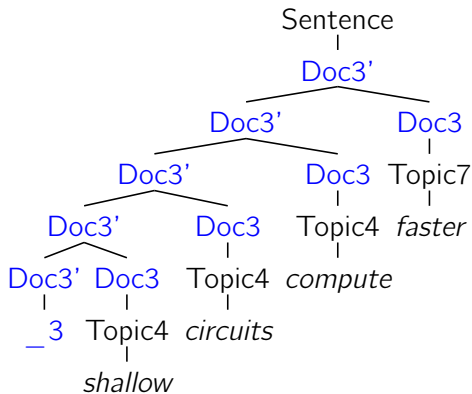 Sentence
Doc3'
Doc3' Doc3
Doc3' Doc3 Topic7
Doc3' Doc3 Topic4 faster
Doc3' Doc3 Topic4 compute
_3 Topic4 circuits
shallow